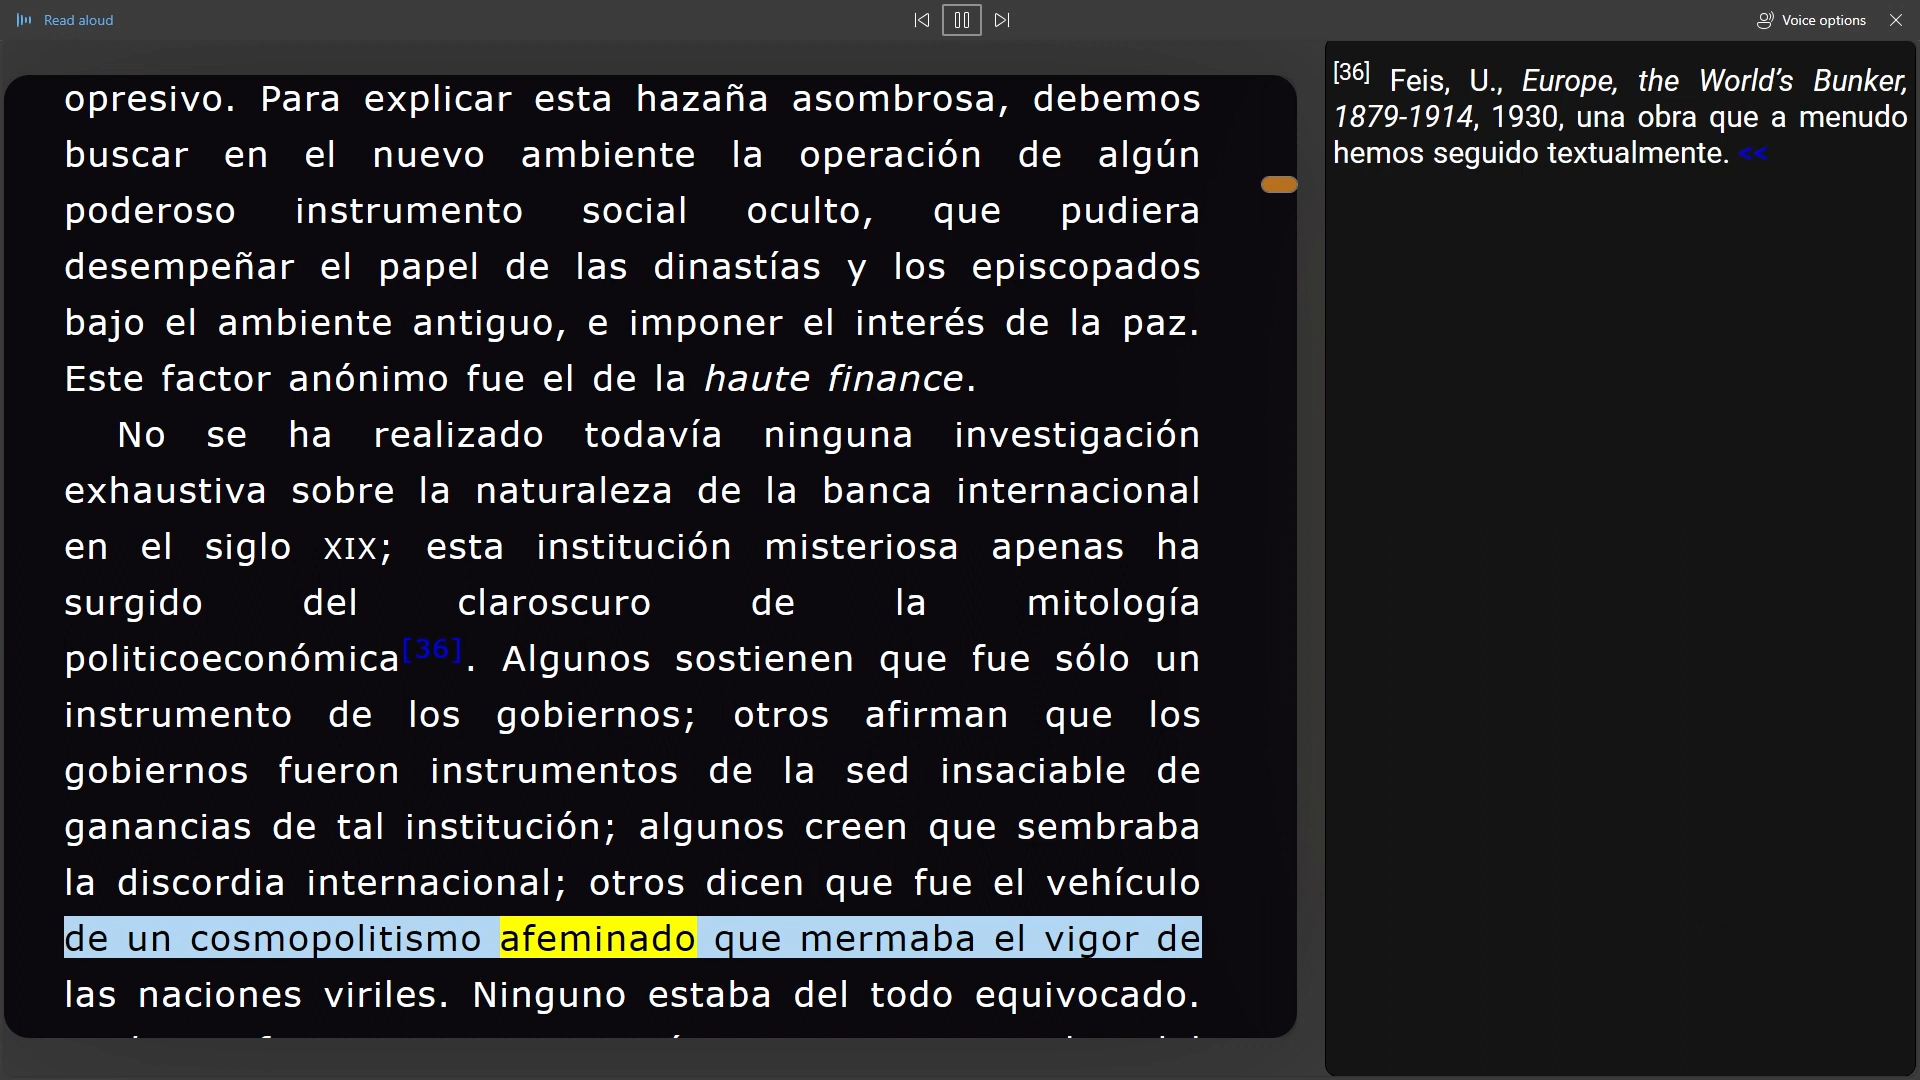 Read aloud
Voice options
opresivo. Para explicar esta hazaña asombrosa, debemos
buscar en el nuevo ambiente la operación de algún
poderoso instrumento social oculto, que pudiera
desempeñar el papel de las dinastías y los episcopados
bajo el ambiente antiguo, e imponer el interés de la paz.
Este factor anónimo fue el de la haute finance.
No se ha realizado todavía ninguna investigación
exhaustiva sobre la naturaleza de la banca internacional
en el siglo XIX; esta institución misteriosa apenas ha
surgido del claroscuro de la mitología
politicoeconómica[36]. Algunos sostienen que fue sólo un
instrumento de los gobiernos; otros afirman que los
gobiernos fueron instrumentos de la sed insaciable de
ganancias de tal institución; algunos creen que sembraba
la discordia internacional; otros dicen que fue el vehículo
de un cosmopolitismo afeminado que mermaba el vigor de
las naciones viriles. Ninguno estaba del todo equivocado.
[36] Feis, U., Europe, the World’s Bunker,
1879-1914, 1930, una obra que a menudo
hemos seguido textualmente. <<